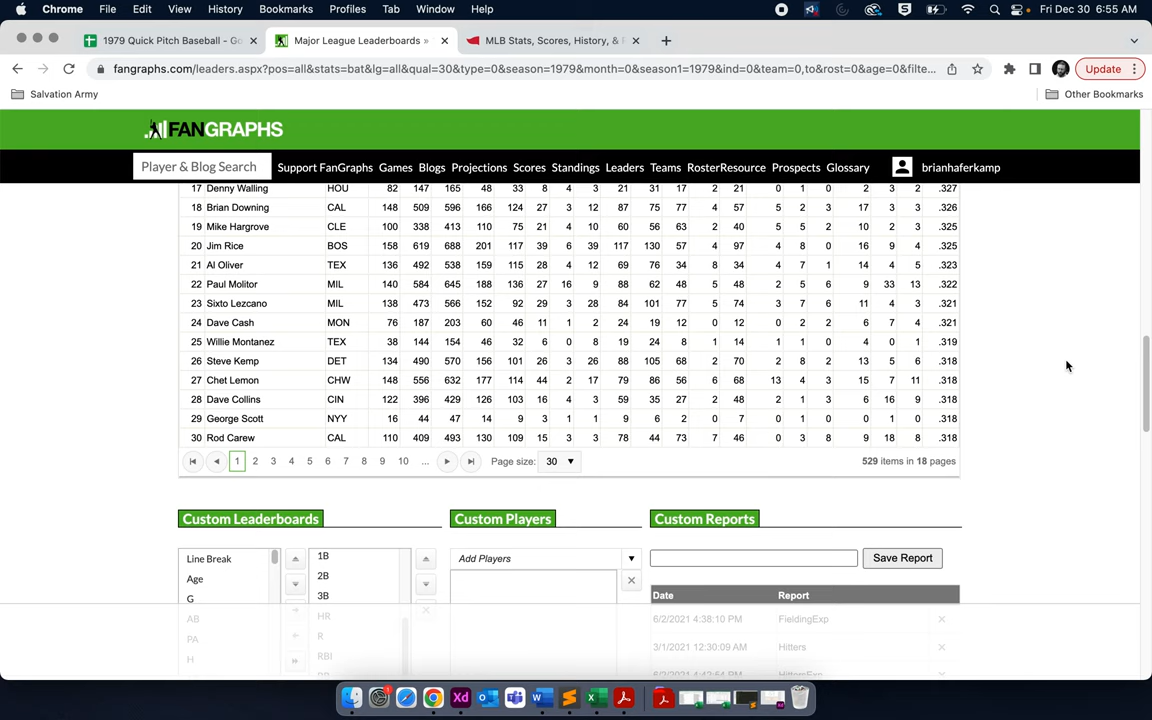 Chrome File Edit View History Bookmarks Profiles Tab Window Help Fri Dec 30 6:55 AM
1979 Quick Pitch Baseball - Go Major League Leaderboards » MLB Stats, Scores, History, &
fangraphs.com/leaders.aspx?pos=all&stats=bat&lg=all&qual=30&type=0&season=1979&month=0&season1=1979&ind=0&team=0,to&rost=0&age=0&filte... Update
Salvation Army Other Bookmarks
FANGRAPHS
Player & Blog Search Support FanGraphs Games Blogs Projections Scores Standings Leaders Teams RosterResource Prospects Glossary brianhaferkamp
17 Denny Walling HOU 82 147 165 48 33 8 4 3 21 31 17 2 21 0 1 0 2 3 2 .327
18 Brian Downing CAL 148 509 596 166 124 27 3 12 87 75 77 4 57 5 2 3 17 3 3 .326
19 Mike Hargrove CLE 100 338 413 110 75 21 4 10 60 56 63 2 40 5 5 2 10 2 3 .325
20 Jim Rice BOS 158 619 688 201 117 39 6 39 117 130 57 4 97 4 8 0 16 9 4 .325
21 Al Oliver TEX 136 492 538 159 115 28 4 12 69 76 34 8 34 4 7 1 14 4 5 .323
22 Paul Molitor MIL 140 584 645 188 136 27 16 9 88 62 48 5 48 2 5 6 9 33 13 .322
23 Sixto Lezcano MIL 138 473 566 152 92 29 3 28 84 101 77 5 74 3 7 6 11 4 3 .321
24 Dave Cash MON 76 187 203 60 46 11 1 2 24 19 12 0 12 0 2 2 6 7 4 .321
25 Willie Montanez TEX 38 144 154 46 32 6 0 8 19 24 8 1 14 1 1 0 4 0 1 .319
26 Steve Kemp DET 134 490 570 156 101 26 3 26 88 105 68 2 70 2 8 2 13 5 6 .318
27 Chet Lemon CHW 148 556 632 177 114 44 2 17 79 86 56 6 68 13 4 3 15 7 11 .318
28 Dave Collins CIN 122 396 429 126 103 16 4 3 59 35 27 2 48 2 1 3 6 16 9 .318
29 George Scott NYY 16 44 47 14 9 3 1 1 9 6 2 0 7 0 1 0 0 1 0 .318
30 Rod Carew CAL 110 409 493 130 109 15 3 3 78 44 73 7 46 0 3 8 9 18 8 .318
1 2 3 4 5 6 7 8 9 10 ... Page size: 30 529 items in 18 pages
Custom Leaderboards Custom Players Custom Reports
Line Break 1B Add Players Save Report
Age 2B
G 3B Date Report
AB HR 6/2/2021 4:38:10 PM FieldingExp
PA R
H RBI 3/1/2021 12:30:09 AM Hitters